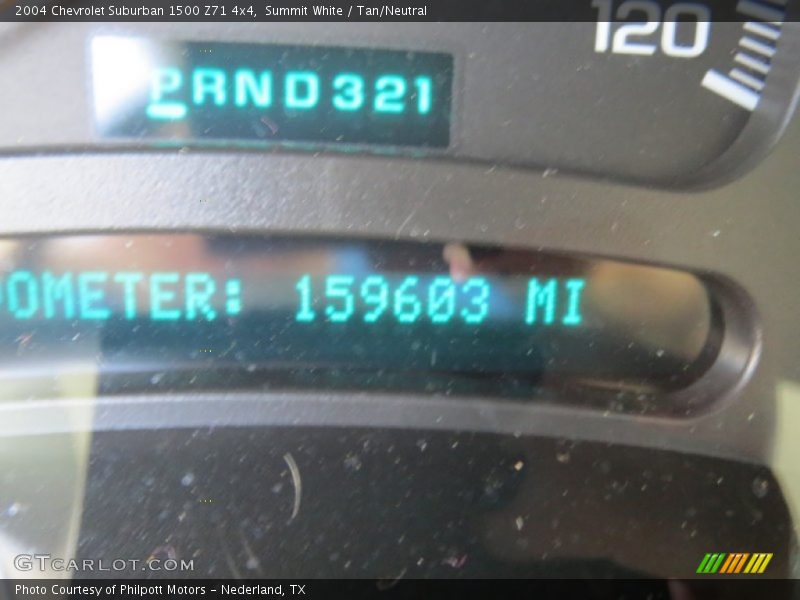 2004 Chevrolet Suburban 1500 Z71 4x4, Summit White / Tan/Neutral
120
PRND321
ODOMETER: 159603 MI
GTCARLOT.COM
Photo Courtesy of Philpott Motors - Nederland, TX